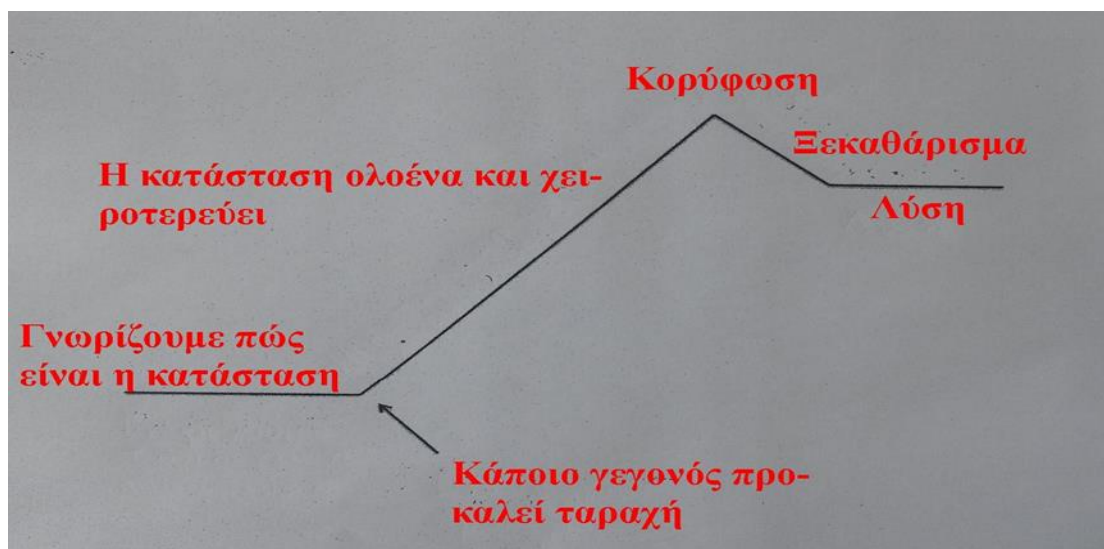 Κορύφωση
Ξεκαθάρισμα
Η κατάσταση ολοένα και χει-
ροτερεύει
Λύση
Γνωρίζουμε πώς
είναι η κατάσταση
Κάποιο γεγονός προ-
καλεί ταραχή